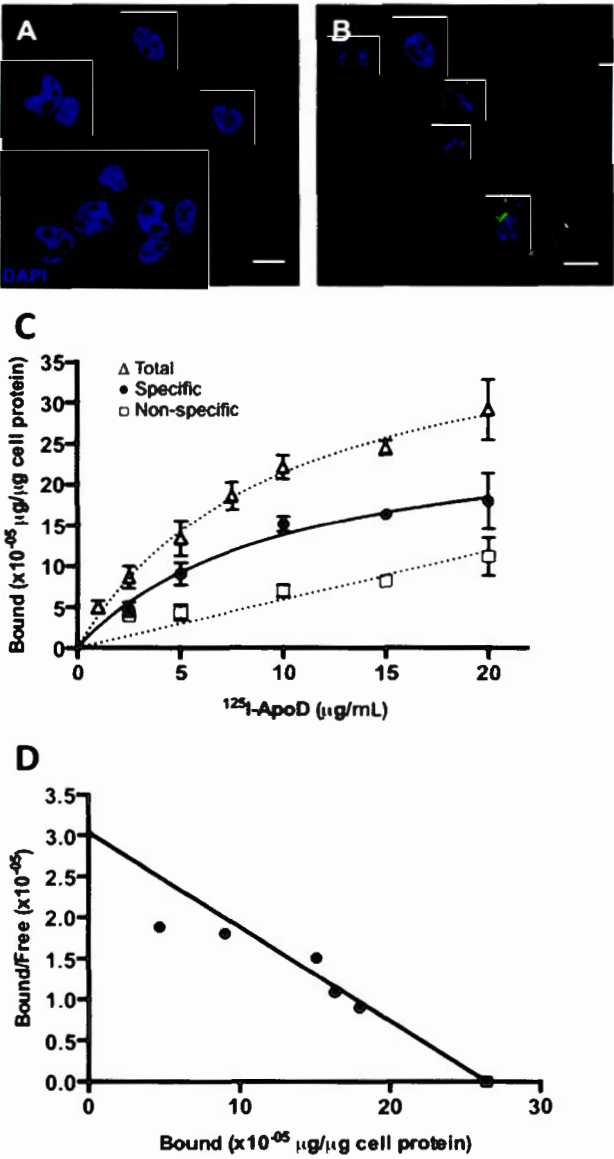 A
B
DAPI
C
35
30
25
20
15
10
5
0
Bound (x10⁻⁰⁵ µg/µg cell protein)
Total
Specific
Non-specific
0 5 10 15 20
¹²⁵I-ApoD (µg/mL)
D
3.5
3.0
2.5
2.0
1.5
1.0
0.5
0.0
Bound/Free (x10⁻⁰⁵)
0 10 20 30
Bound (x10⁻⁰⁵ µg/µg cell protein)